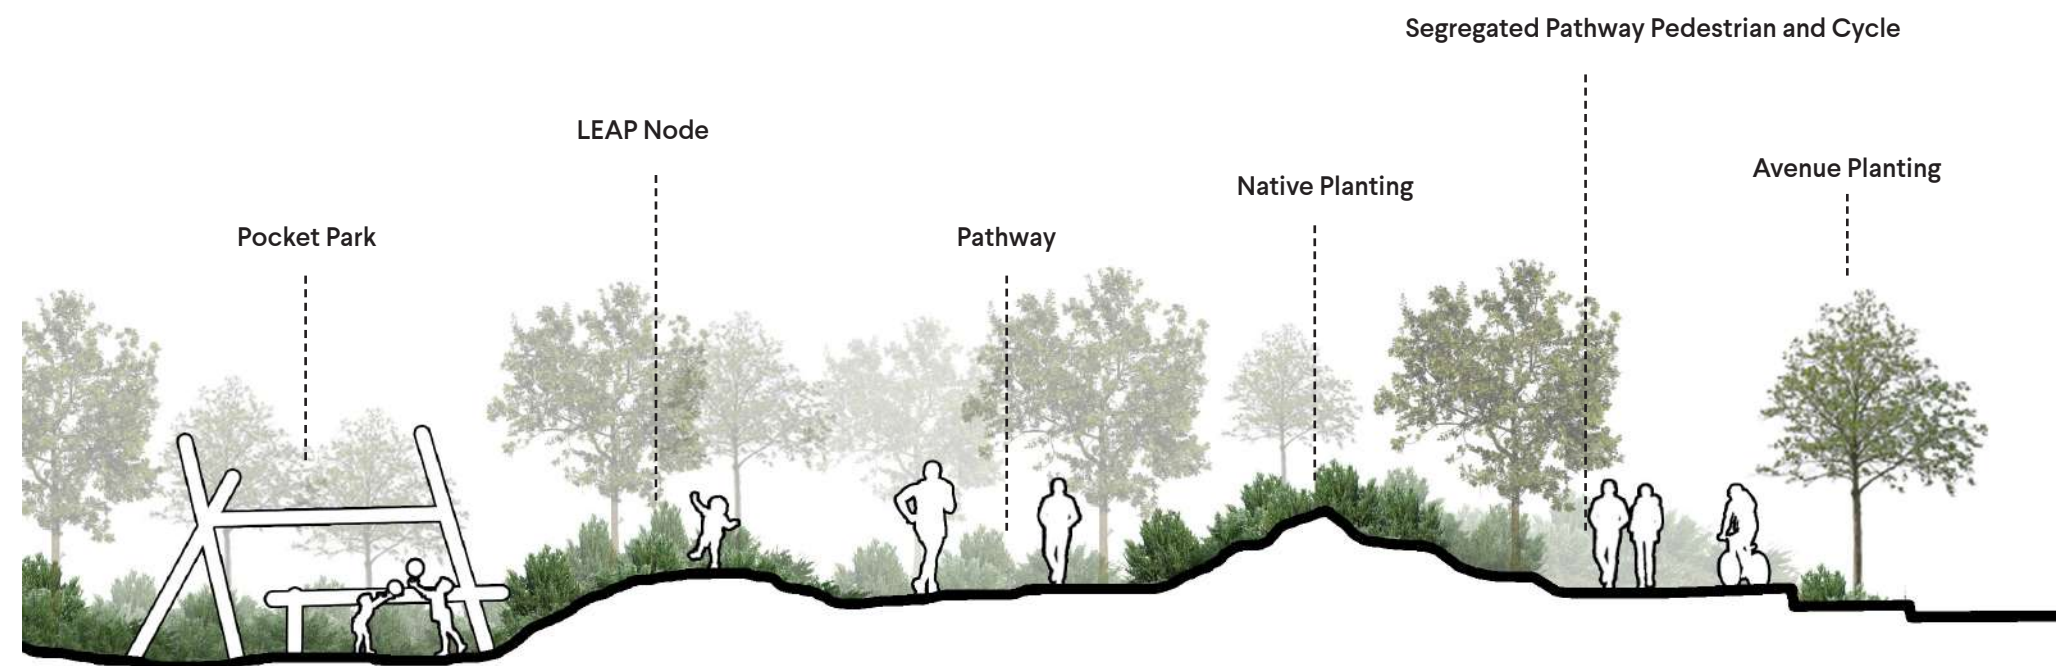 Segregated Pathway Pedestrian and Cycle
LEAP Node
Avenue Planting
Native Planting
Pocket Park
Pathway